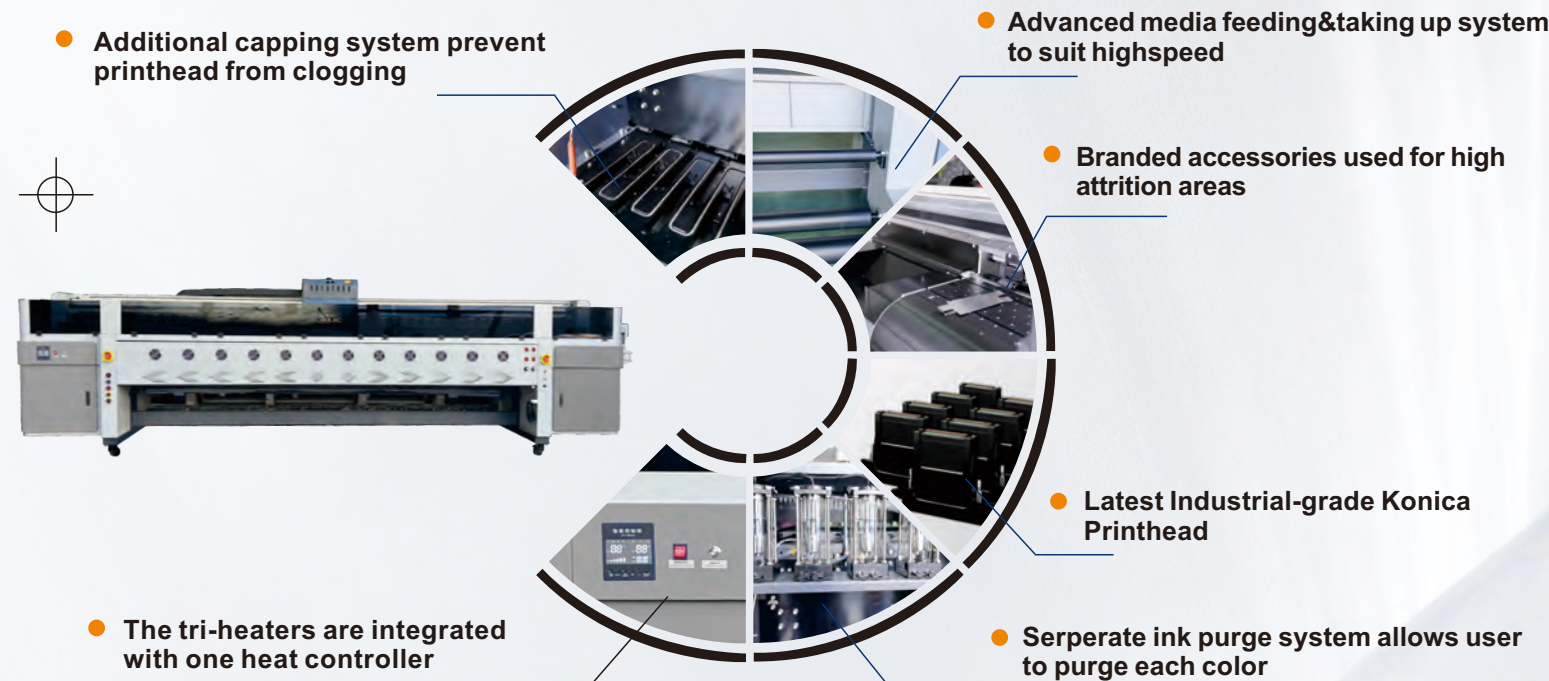 Additional capping system prevent
printhead from clogging
Advanced media feeding&taking up system
to suit highspeed
Branded accessories used for high
attrition areas
Latest Industrial-grade Konica
Printhead
Serperate ink purge system allows user
to purge each color
The tri-heaters are integrated
with one heat controller